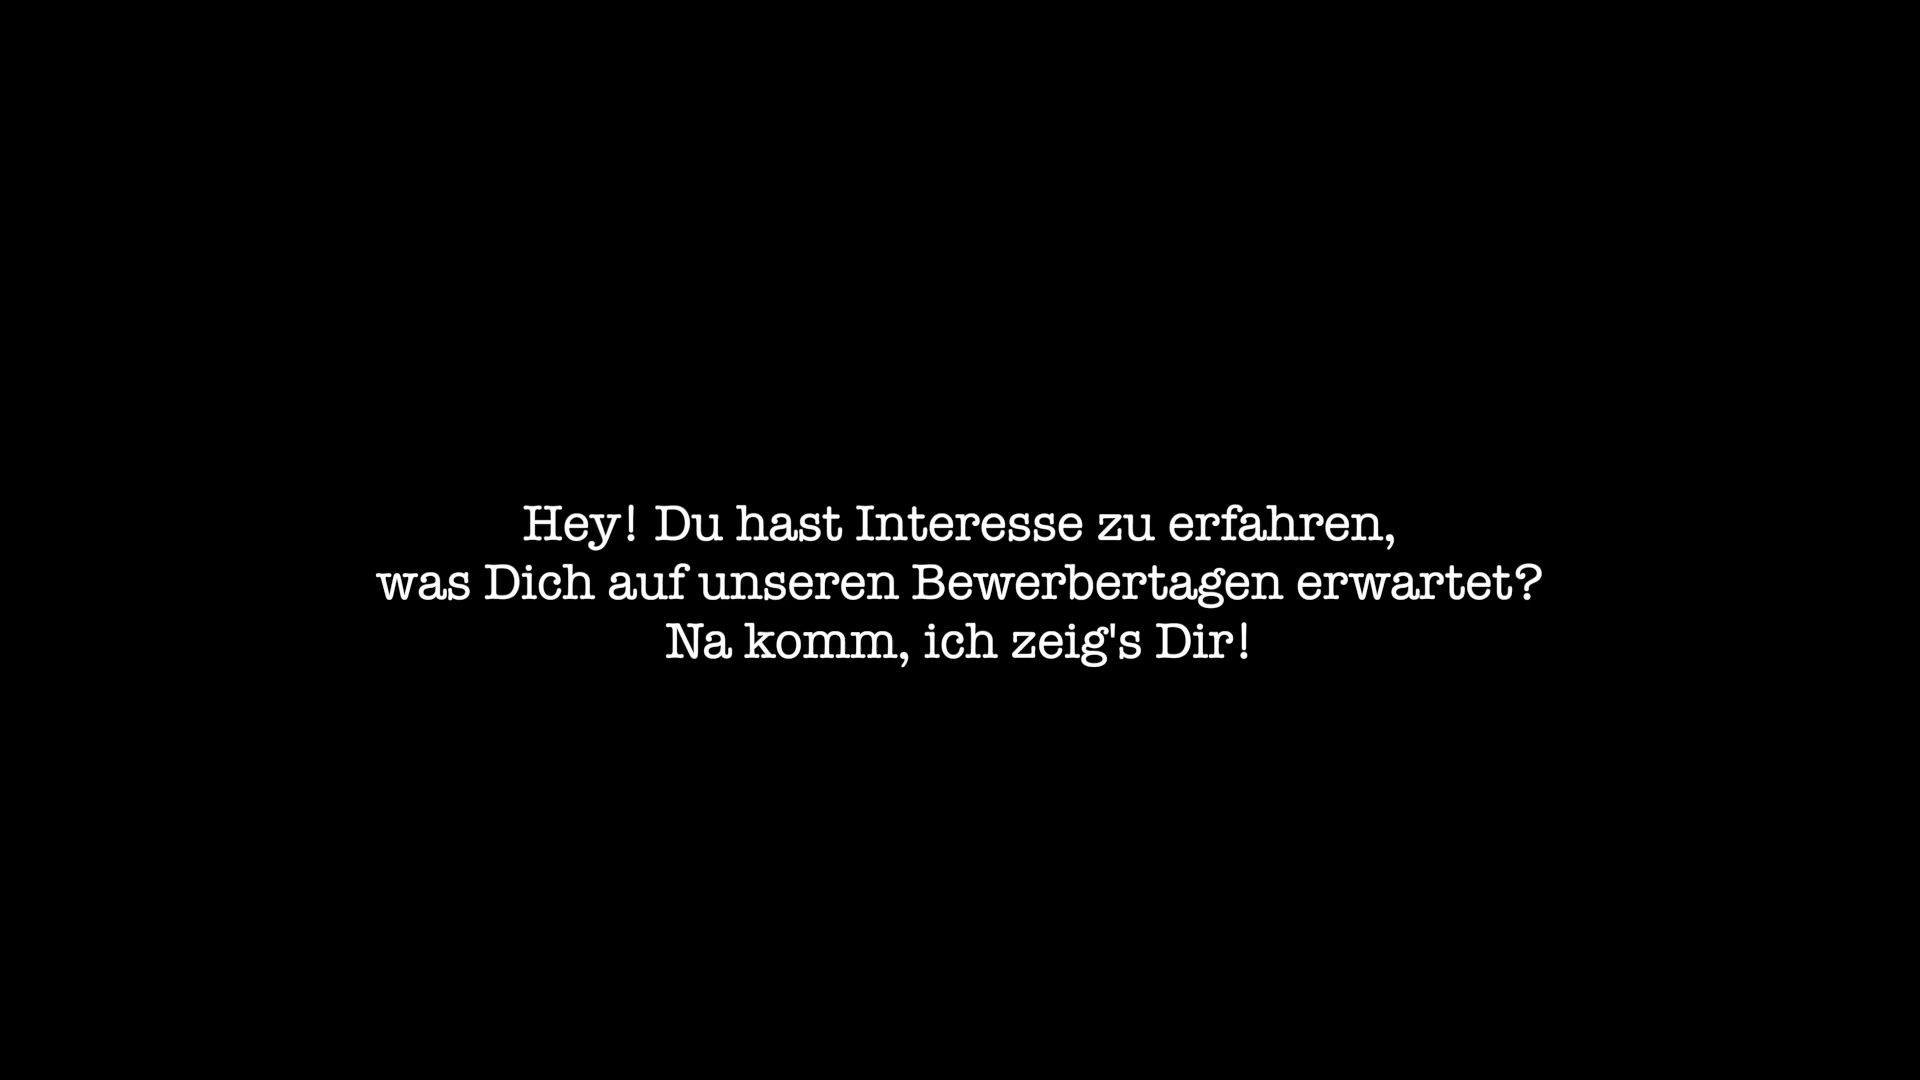 Hey! Du hast Interesse zu erfahren,
was Dich auf unseren Bewerbertagen erwartet?
Na komm, ich zeig's Dir!